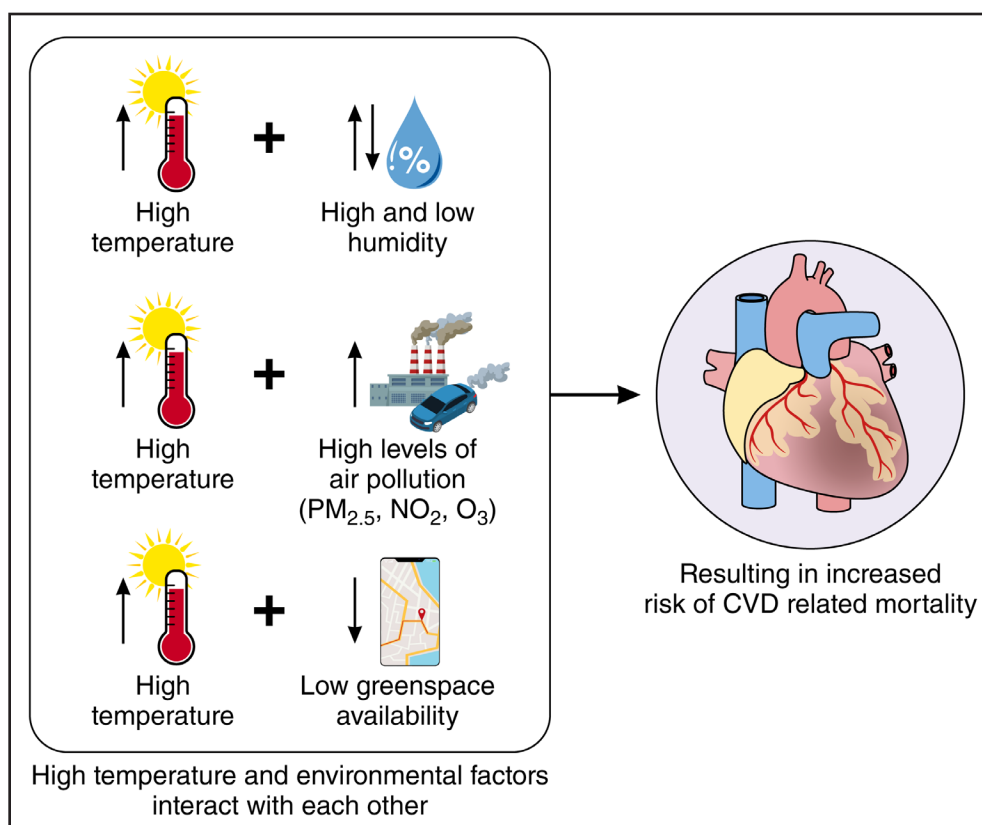 +
%
High
temperature
High and low
humidity
+
High
temperature
High levels of
air pollution
(PM2.5, NO2, O3)
+
High
temperature
Low greenspace
availability
High temperature and environmental factors
interact with each other
Resulting in increased
risk of CVD related mortality